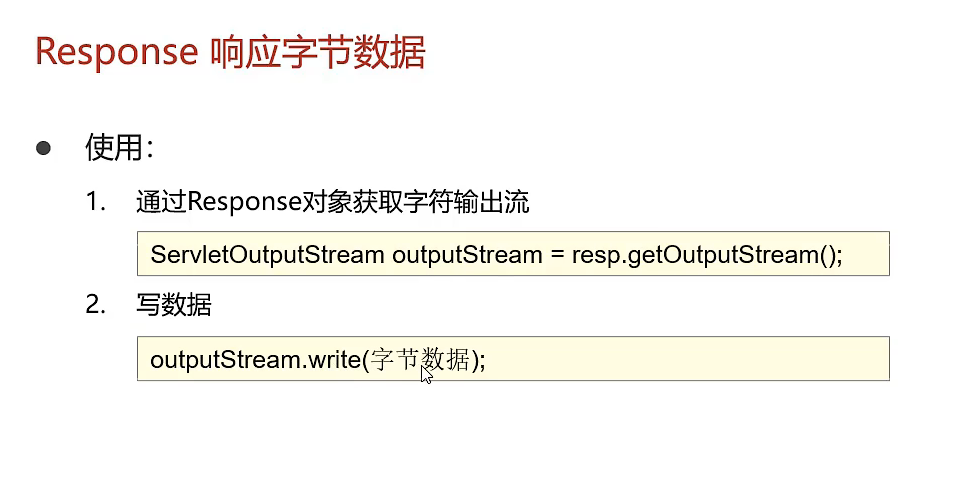 Response 响应字节数据
● 使用：
1. 通过Response对象获取字符输出流
ServletOutputStream outputStream = resp.getOutputStream();
2. 写数据
outputStream.write(字节数据);